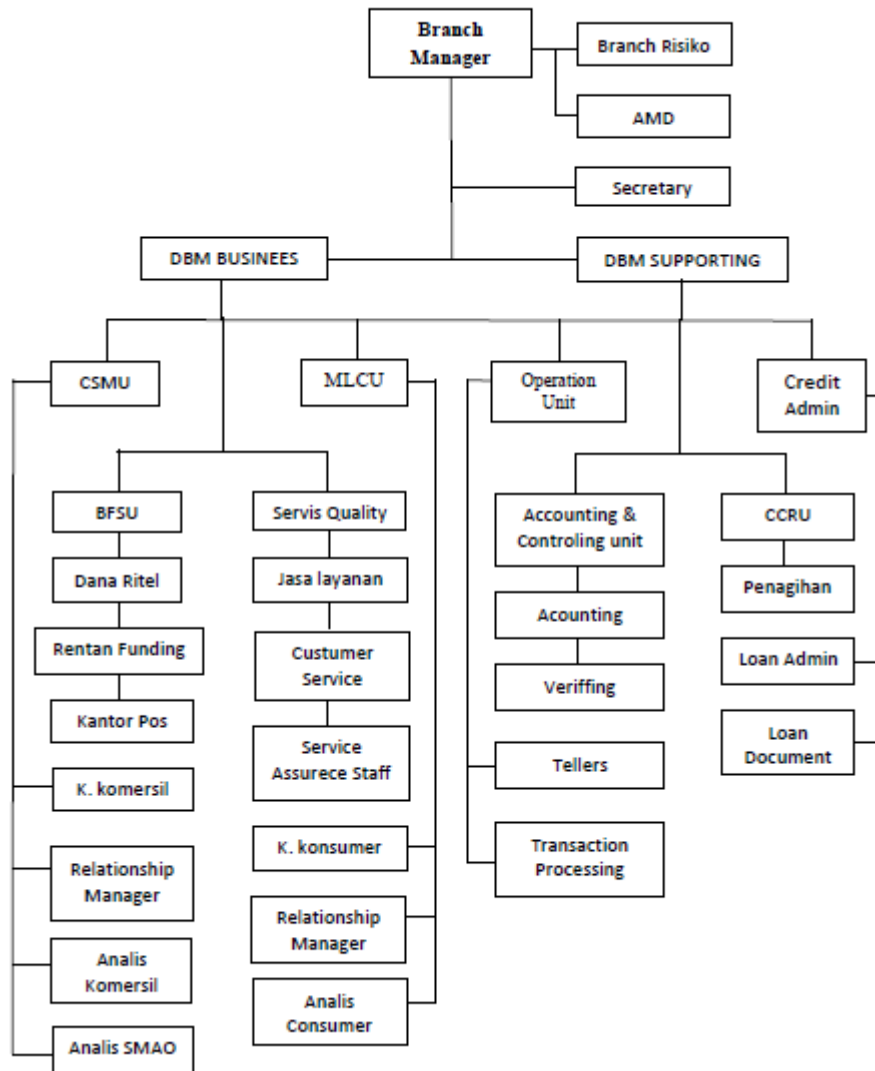 Branch
Manager
Branch Risiko
AMD
Secretary
DBM BUSINEES
DBM SUPPORTING
CSMU
MLCU
Operation
Unit
Credit
Admin
BFSU
Servis Quality
Accounting &
Controling unit
CCRU
Dana Ritel
Jasa layanan
Acounting
Penagihan
Rentan Funding
Custumer
Service
Veriffing
Loan Admin
Kantor Pos
Service
Assurece Staff
Tellers
Loan
Document
K. komersil
K. konsumer
Transaction
Processing
Relationship
Manager
Relationship
Manager
Analis
Komersil
Analis
Consumer
Analis SMAO